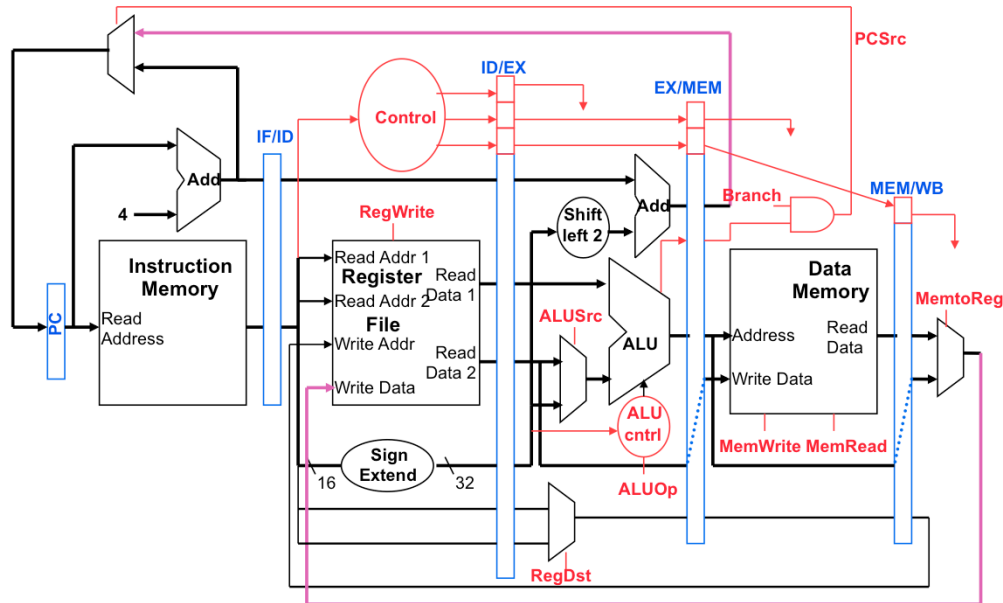 PCSrc
ID/EX
EX/MEM
Control
IF/ID
Add
4
MEM/WB
Branch
RegWrite
Shift
left 2
Add
Instruction
Memory
Read Addr 1
Register
Read
Data 1
Read Addr 2
File
Write Addr
Read
Data 2
Write Data
PC
Read
Address
ALUSrc
ALU
Data
Memory
MemtoReg
Address
Read
Data
Write Data
ALU
cntrl
MemWrite MemRead
Sign
Extend
16
32
ALUOp
RegDst